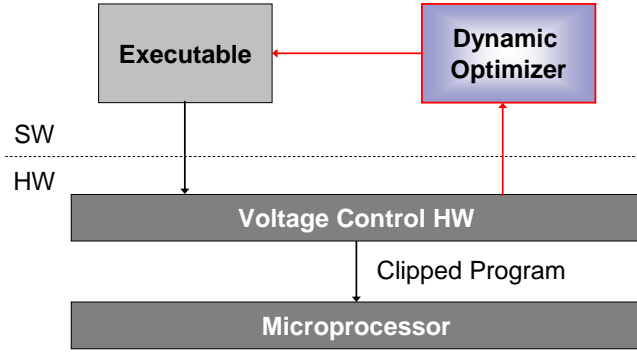 Executable
Dynamic
Optimizer
SW
HW
Voltage Control HW
Clipped Program
Microprocessor